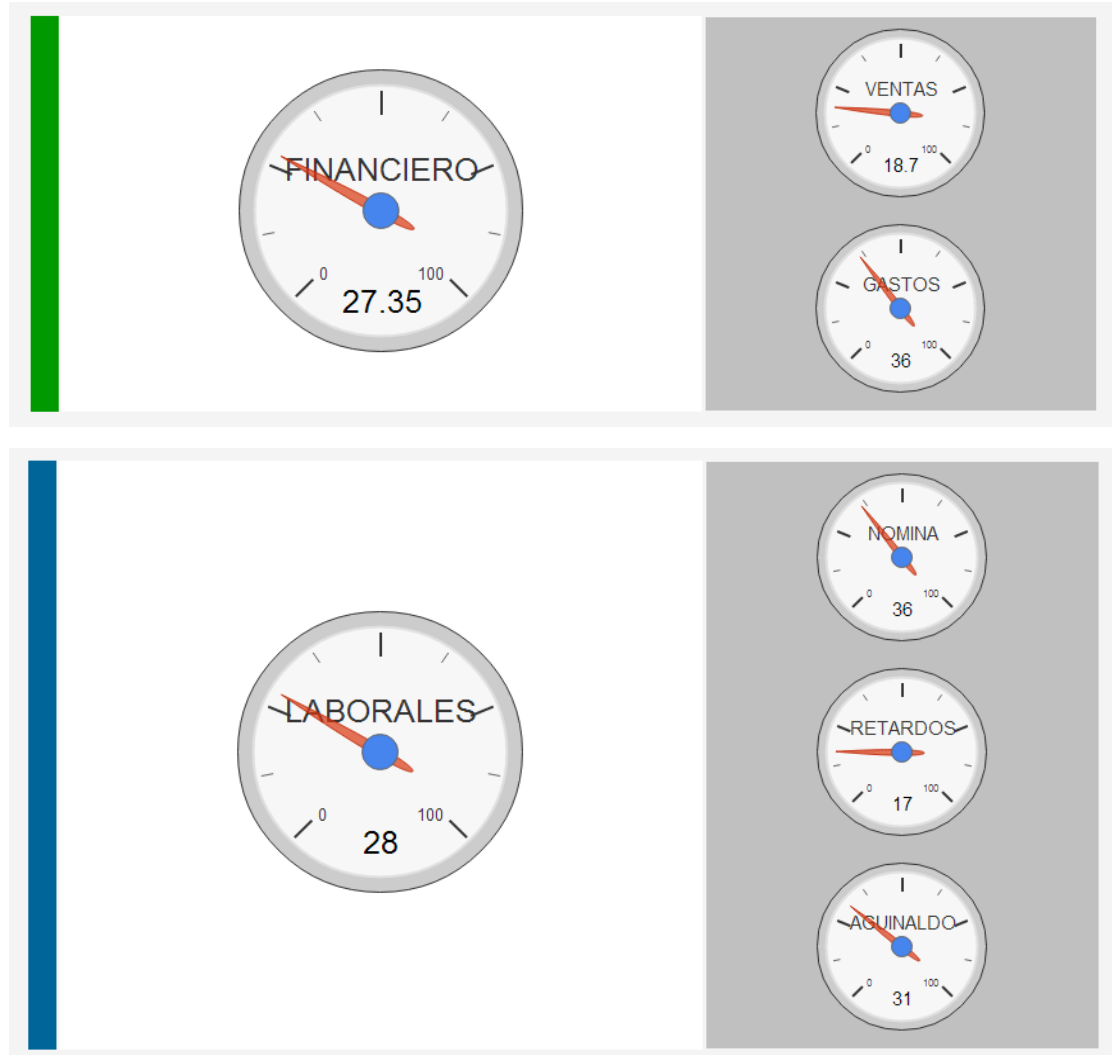 FINANCIERO
0 100
27.35
VENTAS
0 100
18.7
GASTOS
0 100
36
LABORALES
0 100
28
NOMINA
0 100
36
RETARDOS
0 100
17
AGUINALDO
0 100
31